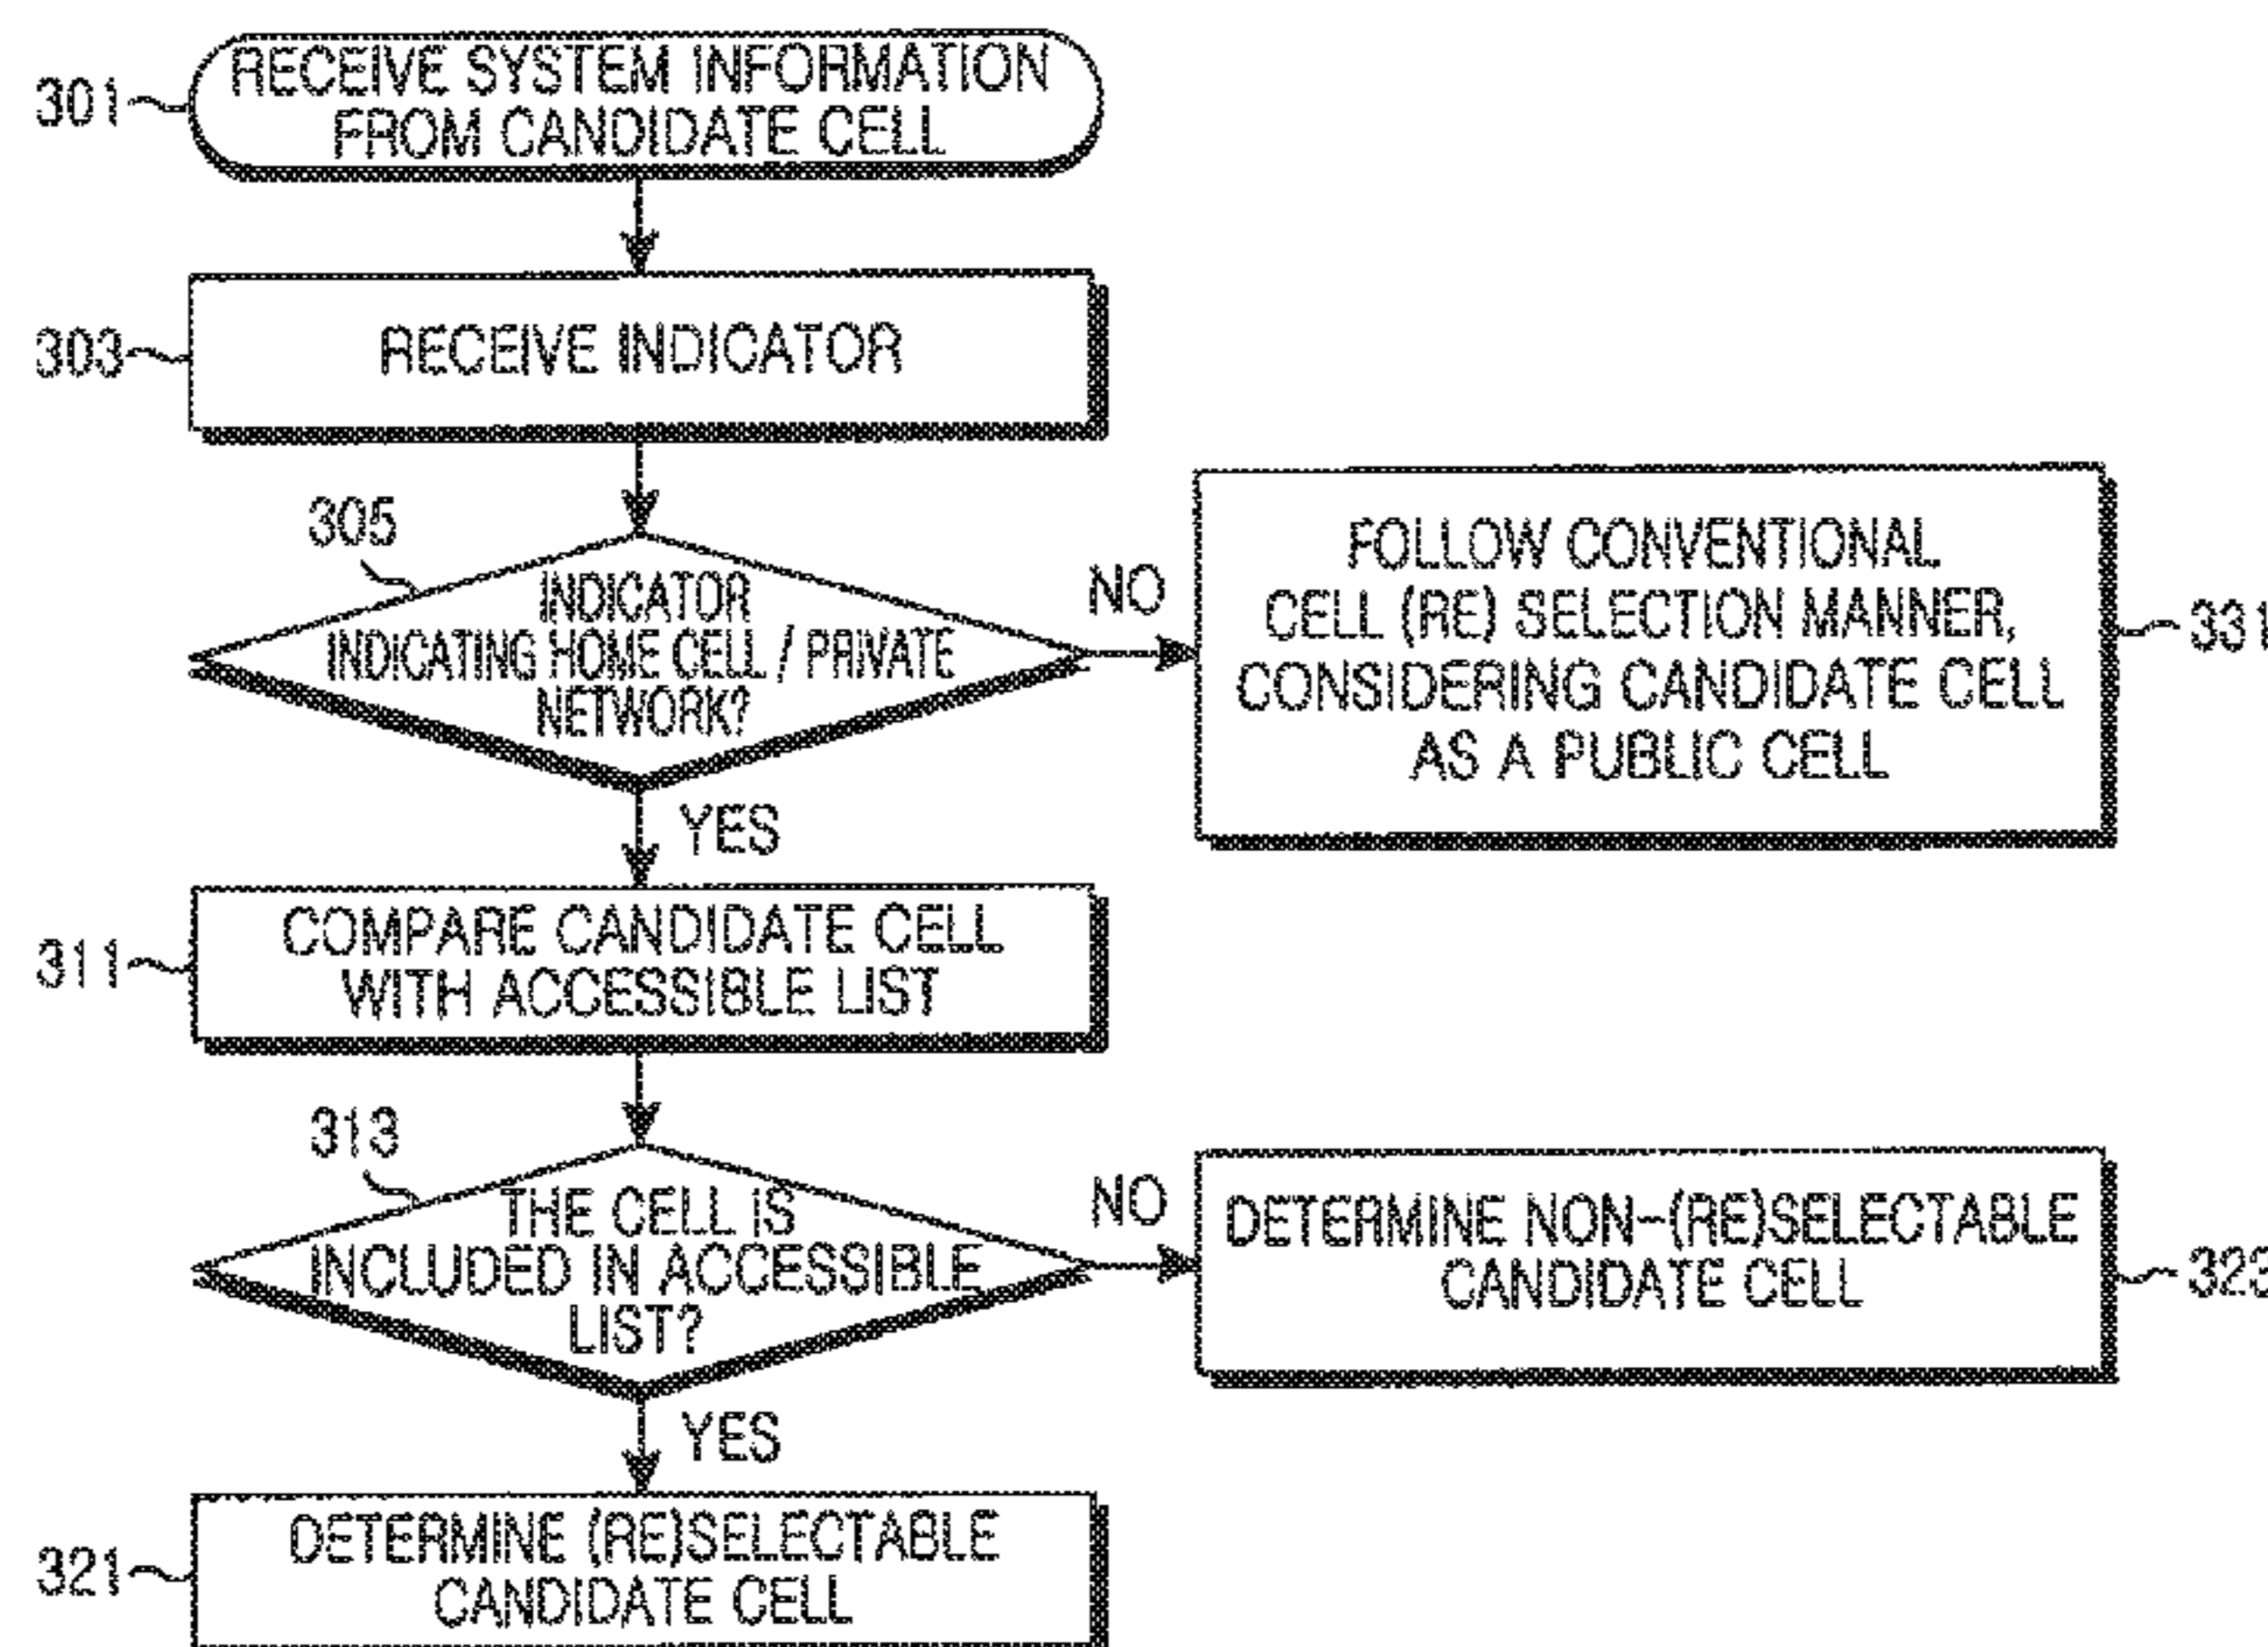 301
RECEIVE SYSTEM INFORMATION
FROM CANDIDATE CELL
303
RECEIVE INDICATOR
305
INDICATOR
INDICATING HOME CELL / PRIVATE
NETWORK?
NO
FOLLOW CONVENTIONAL
CELL (RE) SELECTION MANNER,
CONSIDERING CANDIDATE CELL
AS A PUBLIC CELL
331
YES
311
COMPARE CANDIDATE CELL
WITH ACCESSIBLE LIST
313
THE CELL IS
INCLUDED IN ACCESSIBLE
LIST?
NO
DETERMINE NON-(RE)SELECTABLE
CANDIDATE CELL
323
YES
321
DETERMINE (RE)SELECTABLE
CANDIDATE CELL